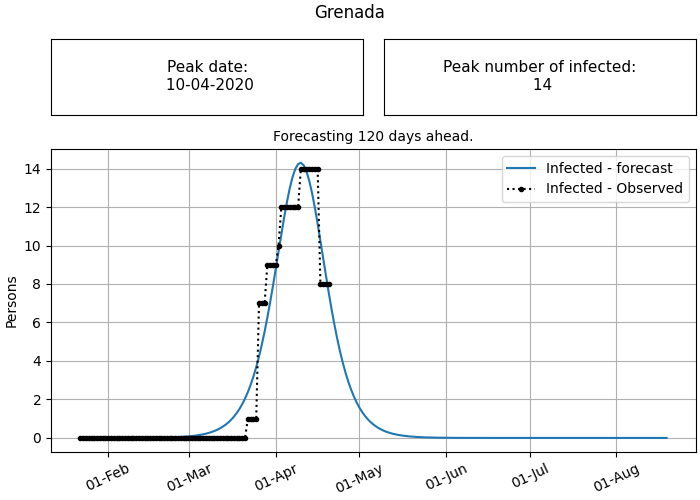 Grenada
Peak date:
10-04-2020
Peak number of infected:
14
Forecasting 120 days ahead.
Infected - forecast
Infected - Observed
Persons
14
12
10
8
6
4
2
0
01-Feb
01-Mar
01-Apr
01-May
01-Jun
01-Jul
01-Aug